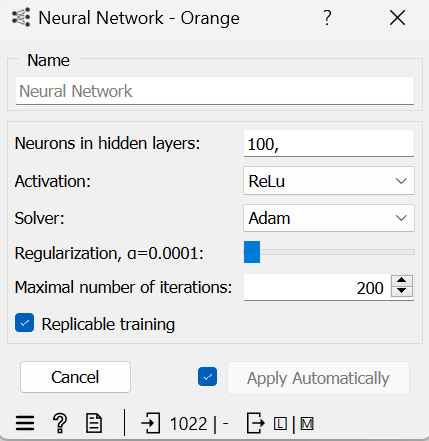 Neural Network - Orange ?
Name
Neural Network
Neurons in hidden layers: 100,
Activation: ReLu
Solver: Adam
Regularization, α=0.0001:
Maximal number of iterations: 200
Replicable training
Cancel Apply Automatically
? 1022 | - L | M